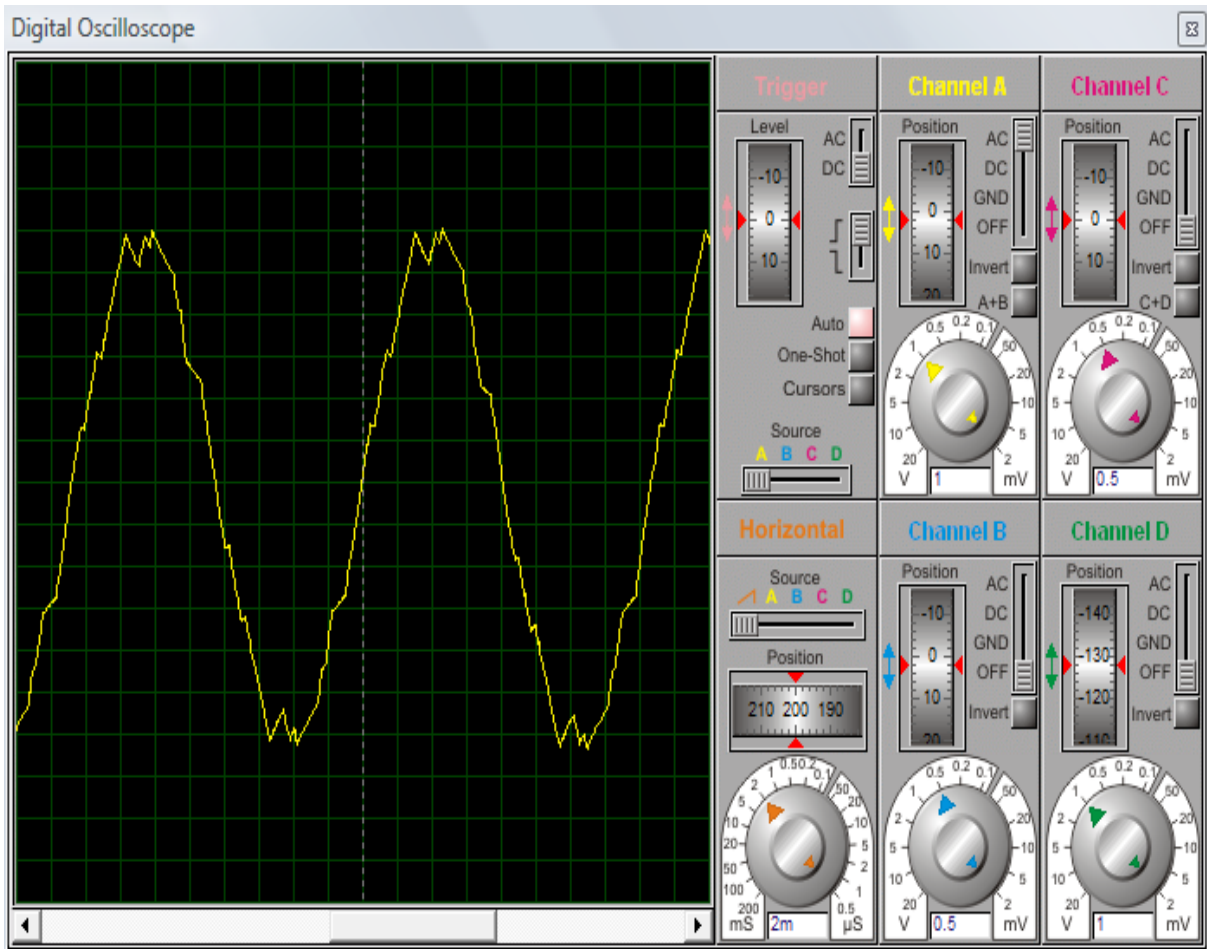 Digital Oscilloscope
Trigger
Level
AC
DC
-10
0
10
Auto
One-Shot
Cursors
Source
A B C D
Channel A
Position
AC
DC
GND
OFF
-10
0
10
20
Invert
A+B
20 10 5 2 1 0.5 0.2 0.1 50 20 10 5 2
V 1 mV
Channel C
Position
AC
DC
GND
OFF
-10
0
10
Invert
C+D
20 10 5 2 1 0.5 0.2 0.1 50 20 10 5 2
V 0.5 mV
Horizontal
Source
A B C D
Position
210 200 190
200 100 50 20 10 5 2 1 0.5 0.2 0.1 50 20 10 5 2 1 0.5
mS 2m µS
Channel B
Position
AC
DC
GND
OFF
-10
0
10
20
Invert
20 10 5 2 1 0.5 0.2 0.1 50 20 10 5 2
V 0.5 mV
Channel D
Position
AC
DC
GND
OFF
-140
-130
-120
-110
Invert
20 10 5 2 1 0.5 0.2 0.1 50 20 10 5 2
V 1 mV